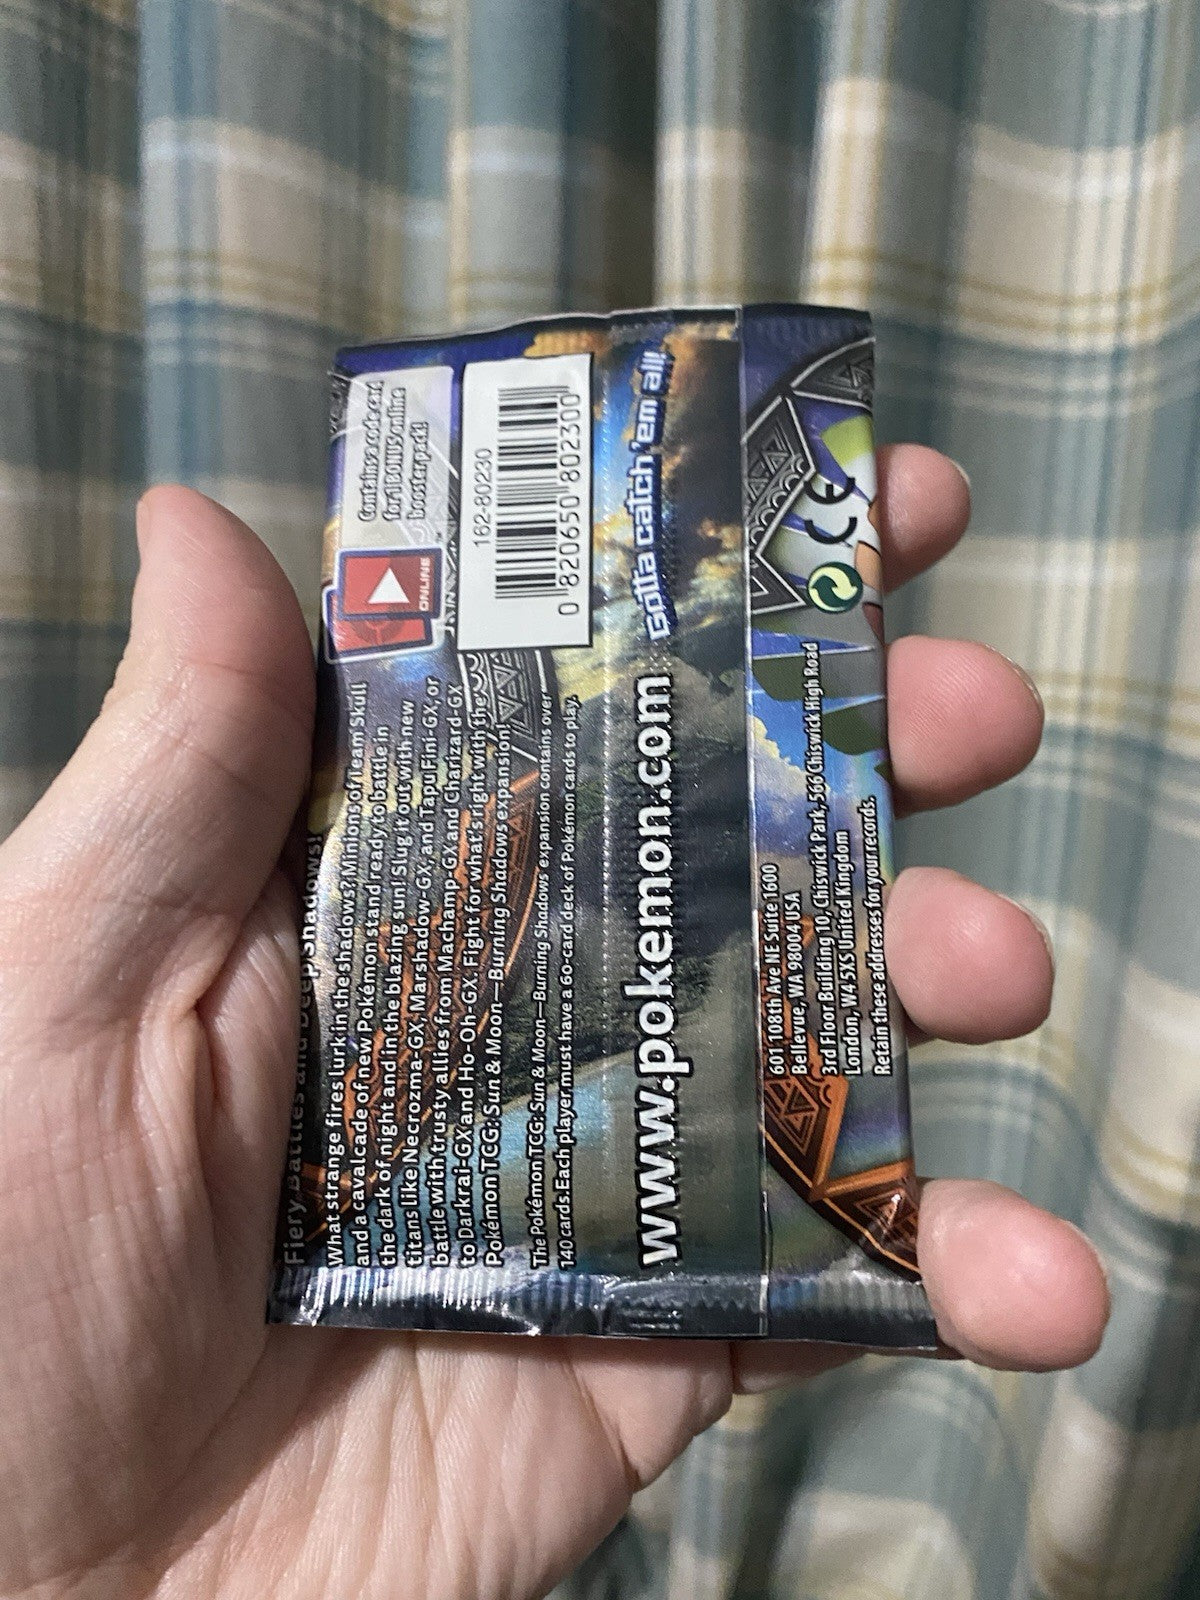 Fiery Battles and Deep Shadows!
What strange fires lurk in the shadows? Minions of Team Skull
and a cavalcade of new Pokémon stand ready to battle in
the dark of night and in the blazing sun! Slug it out with new
titans like Necrozma-GX, Marshadow-GX, and Tapu Fini-GX, or
battle with trusty allies from Machamp-GX and Charizard-GX
to Darkrai-GX and Ho-Oh-GX. Fight for what's right with the
Pokémon TCG: Sun & Moon—Burning Shadows expansion!
The Pokémon TCG: Sun & Moon—Burning Shadows expansion contains over
140 cards. Each player must have a 60-card deck of Pokémon cards to play.
Contains a code card
for 1 BONUS online
booster pack!
ONLINE
162-80230
0 820650 802300
www.pokemon.com
Gotta catch 'em all!
601 108th Ave NE Suite 1600
Bellevue, WA 98004 USA
3rd Floor Building 10, Chiswick Park, 566 Chiswick High Road
London, W4 5XS United Kingdom
Retain these addresses for your records.
CE